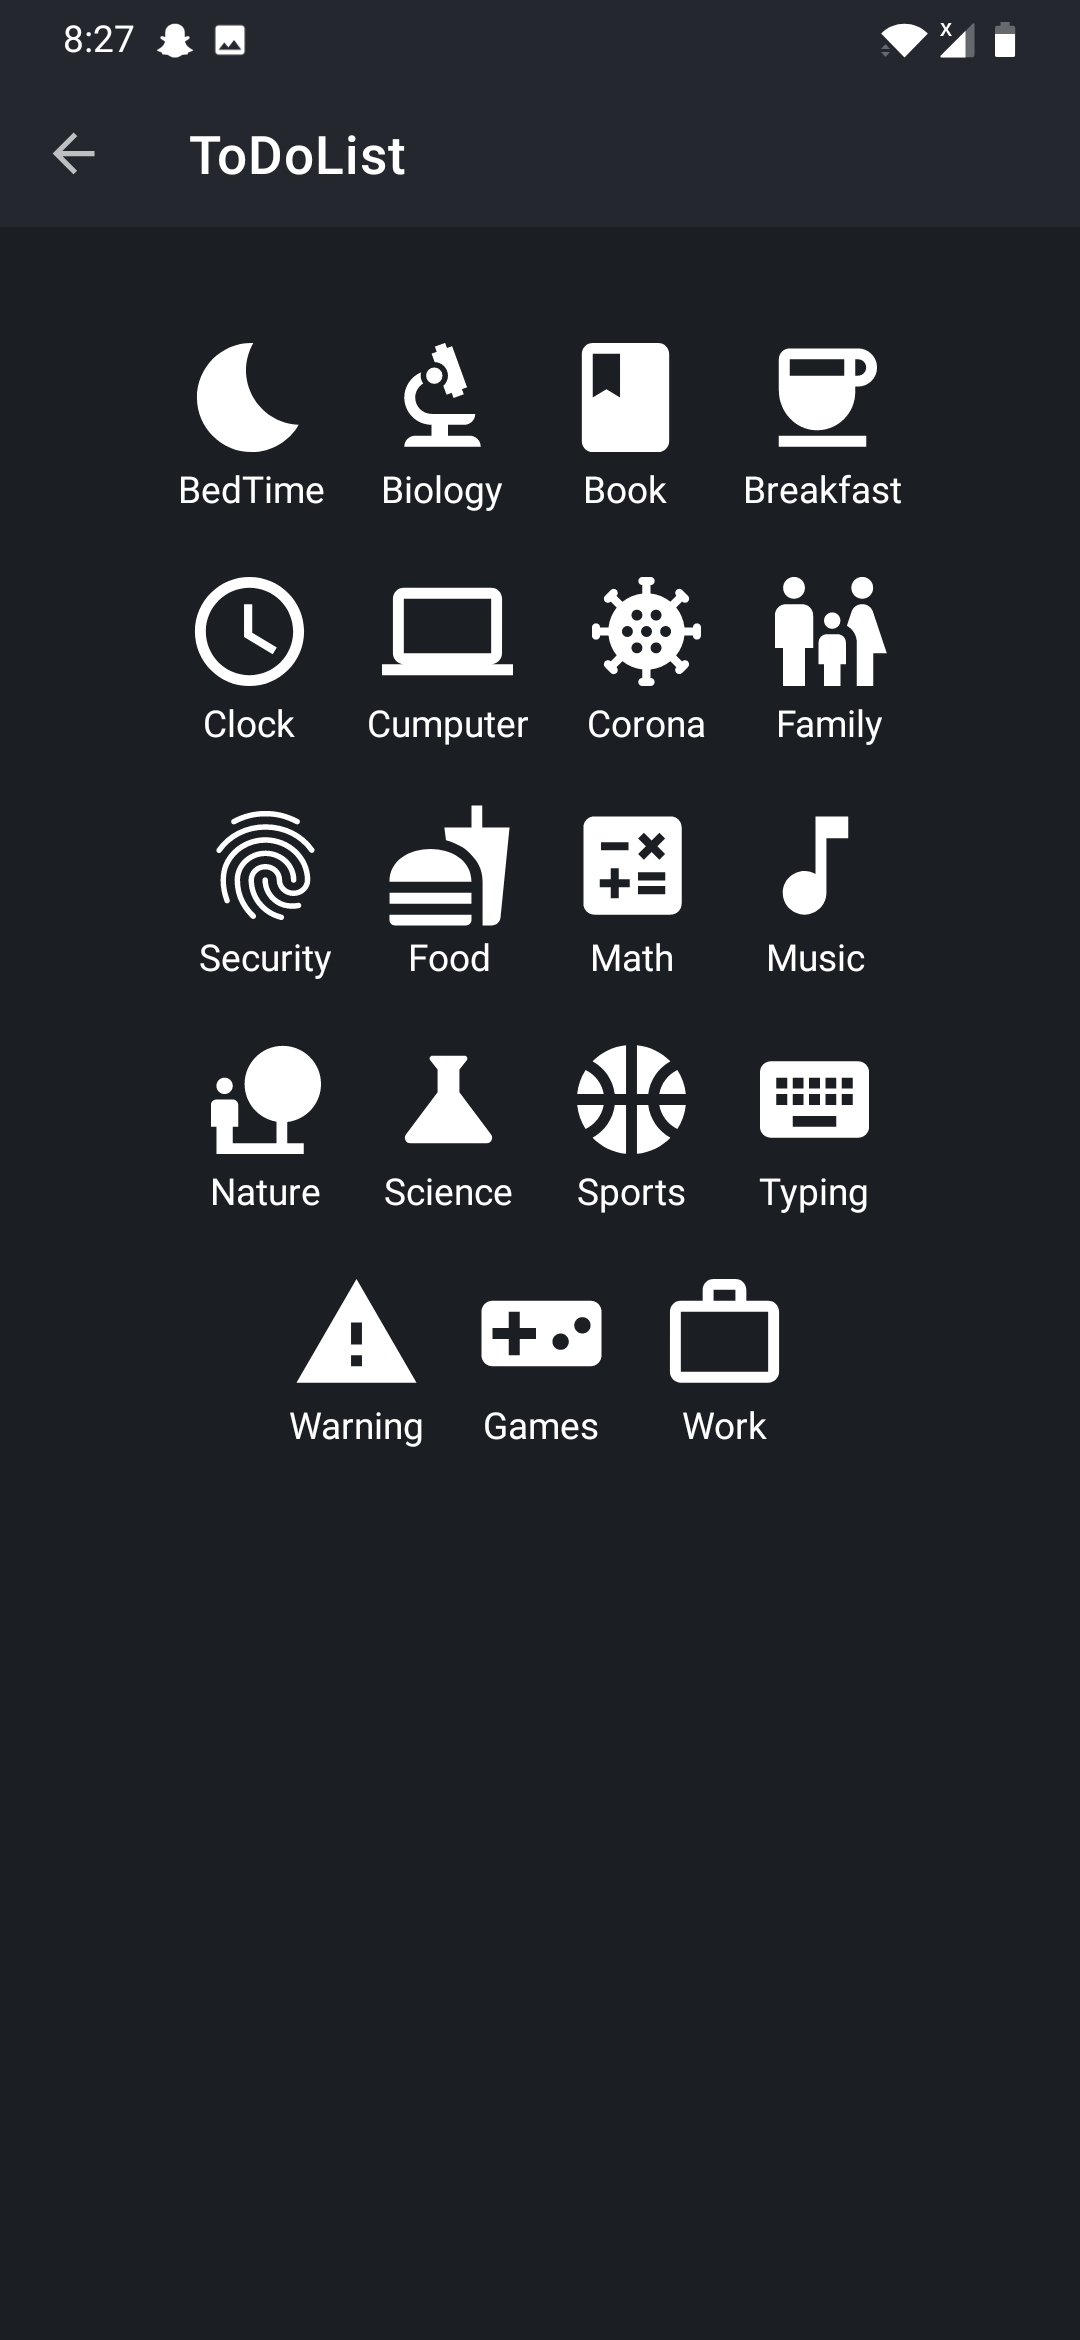 8:27
ToDoList
BedTime Biology Book Breakfast
Clock Cumputer Corona Family
Security Food Math Music
Nature Science Sports Typing
Warning Games Work